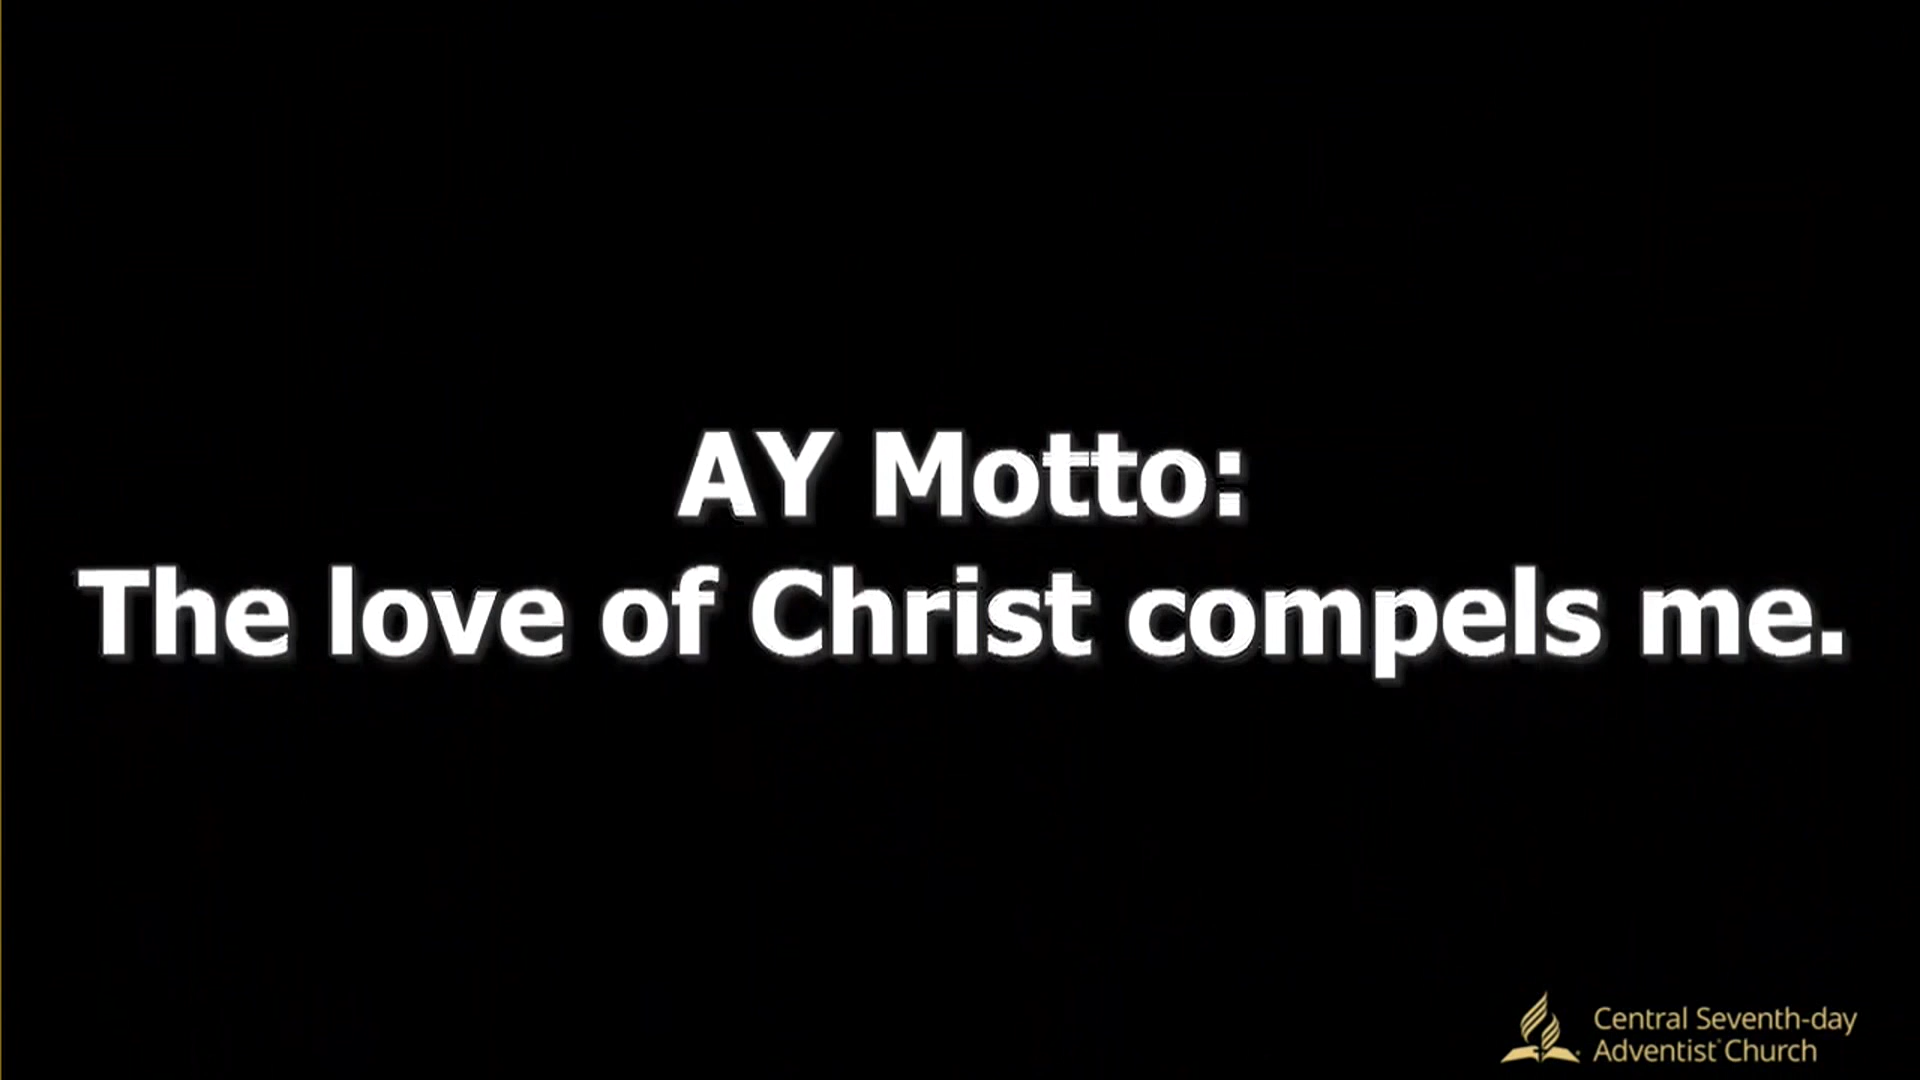 AY Motto:
The love of Christ compels me.
Central Seventh-day
Adventist Church